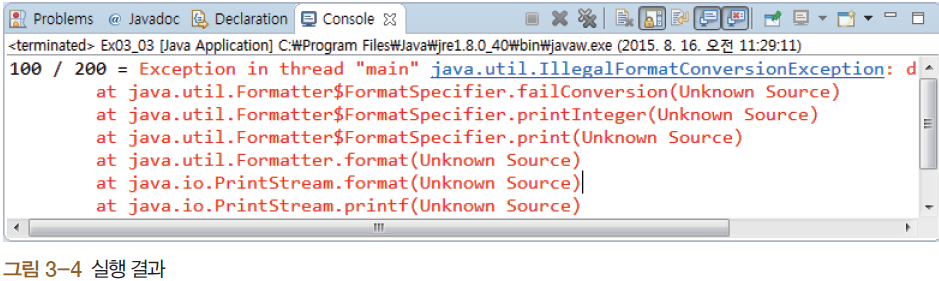 Problems @ Javadoc Declaration Console
<terminated> Ex03_03 [Java Application] C:₩Program Files₩Java₩jre1.8.0_40₩bin₩javaw.exe (2015. 8. 16. 오전 11:29:11)
100 / 200 = Exception in thread "main" java.util.IllegalFormatConversionException: d
at java.util.Formatter$FormatSpecifier.failConversion(Unknown Source)
at java.util.Formatter$FormatSpecifier.printInteger(Unknown Source)
at java.util.Formatter$FormatSpecifier.print(Unknown Source)
at java.util.Formatter.format(Unknown Source)
at java.io.PrintStream.format(Unknown Source)
at java.io.PrintStream.printf(Unknown Source)
그림 3-4 실행 결과